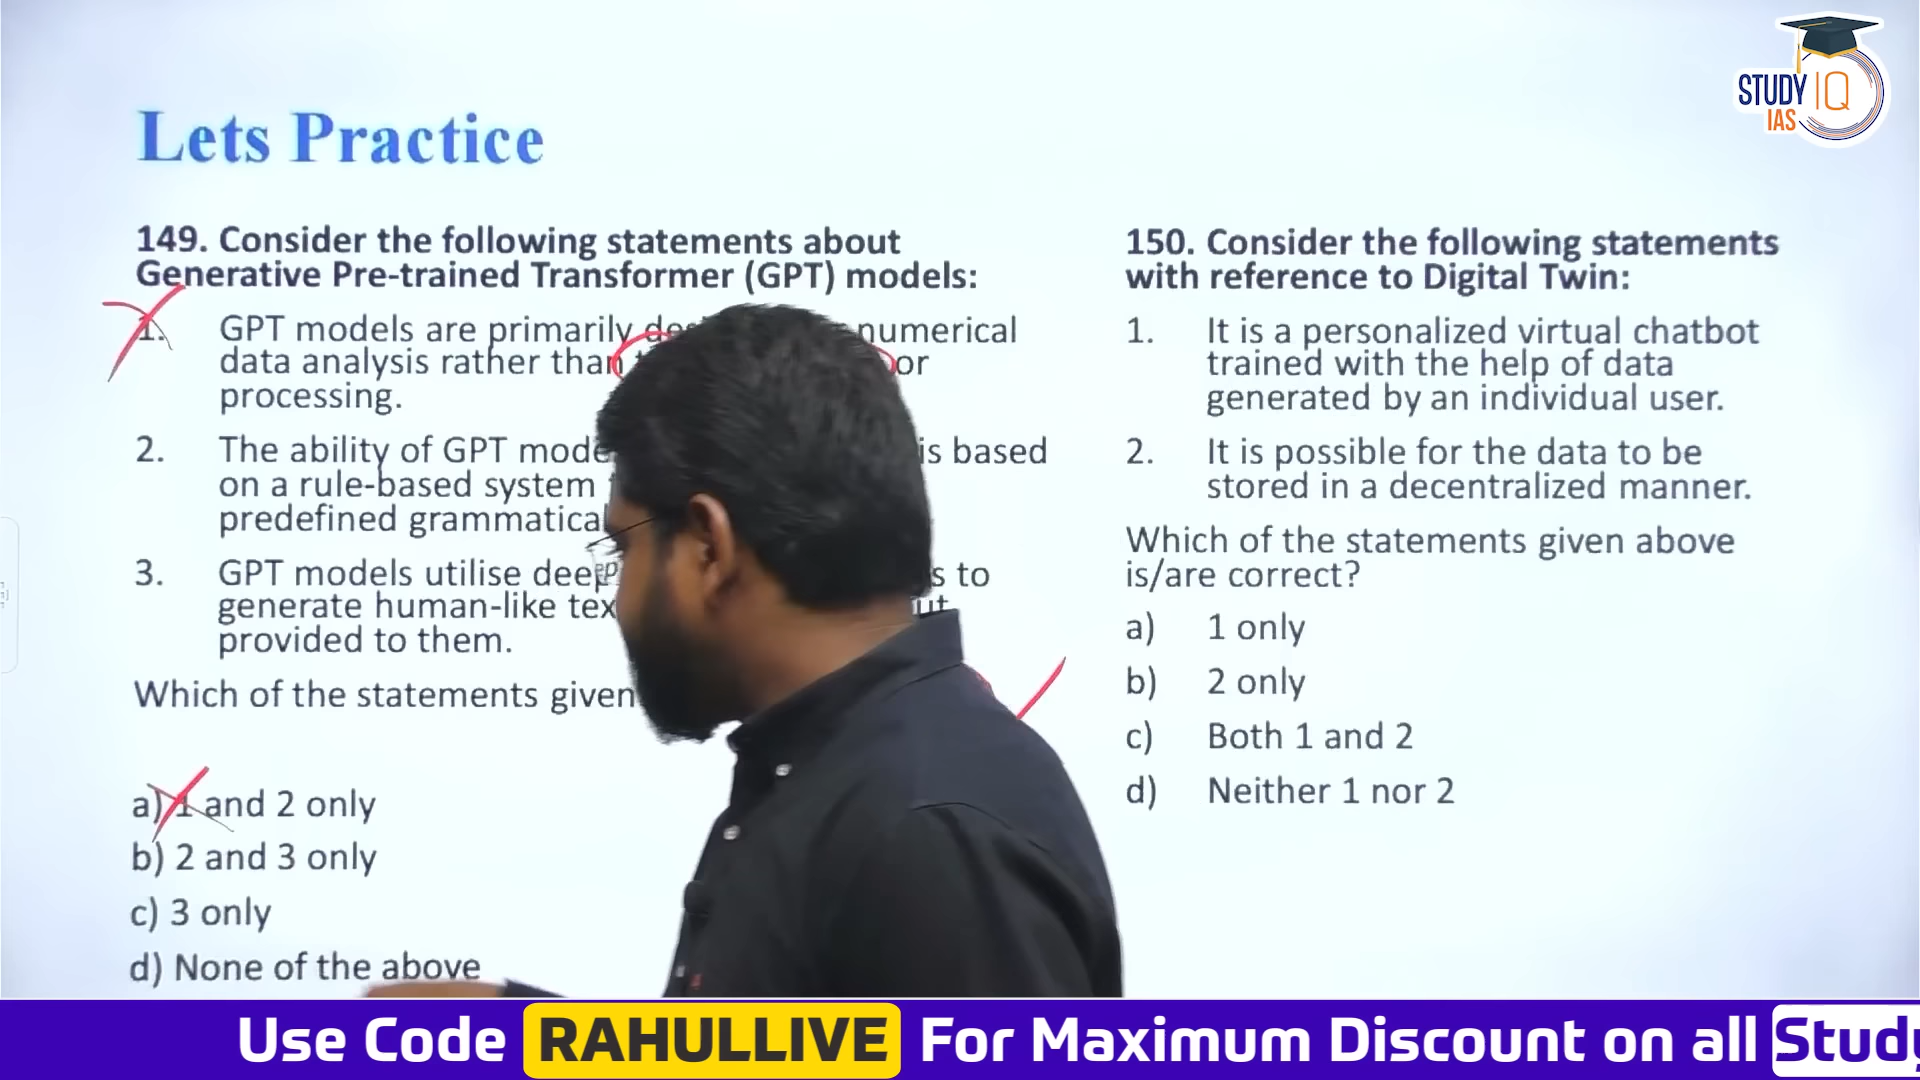 STUDY IQ
IAS
Lets Practice
149. Consider the following statements about
Generative Pre-trained Transformer (GPT) models:
1. GPT models are primarily numerical
data analysis rather than or
processing.
2. The ability of GPT is based
on a rule-based system
predefined
3. GPT models utilise to
generate human-like
provided to them.
Which of the statements given
a) 1 and 2 only
b) 2 and 3 only
c) 3 only
d) None of the above
150. Consider the following statements
with reference to Digital Twin:
1. It is a personalized virtual chatbot
trained with the help of data
generated by an individual user.
2. It is possible for the data to be
stored in a decentralized manner.
Which of the statements given above
is/are correct?
a) 1 only
b) 2 only
c) Both 1 and 2
d) Neither 1 nor 2
Use Code RAHULLIVE For Maximum Discount on all Study